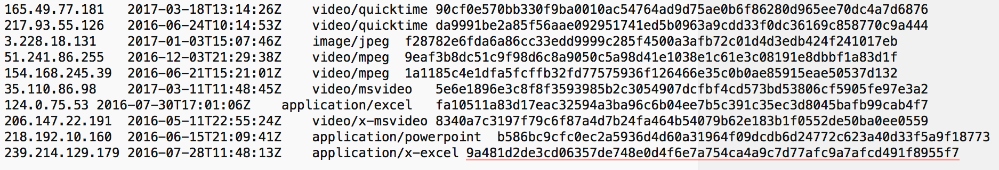 165.49.77.181 2017-03-18T13:14:26Z video/quicktime 90cf0e570bb330f9ba0010ac54764ad9d75ae0b6f86280d965ee70dc4a7d6876
217.93.55.126 2016-06-24T10:14:53Z video/quicktime da9991be2a85f56aae092951741ed5b0963a9cdd33f0dc36169c858770c9a444
3.228.18.131 2017-01-03T15:07:46Z image/jpeg f28782e6fda6a86cc33edd9999c285f4500a3afb72c01d4d3edb424f241017eb
51.241.86.255 2016-12-03T21:29:38Z video/mpeg 9eaf3b8dc51c9f98d6c8a9050c5a98d41e1038e1c61e3c08191e8dbbf1a83d1f
154.168.245.39 2016-06-21T15:21:01Z video/mpeg 1a1185c4e1dfa5fcffb32fd77575936f126466e35c0b0ae85915eae50537d132
35.110.86.98 2017-03-11T11:48:45Z video/msvideo 5e6e1896e3c8f8f3593985b2c3054907dcfbf4cd573bd53806cf5905fe97e3a2
124.0.75.53 2016-07-30T17:01:06Z application/excel fa10511a83d17eac32594a3ba96c6b04ee7b5c391c35ec3d8045bafb99cab4f7
206.147.22.191 2016-05-11T22:55:24Z video/x-msvideo 8340a7c3197f79c6f87a4d7b24fa464b54079b62e183b1f0552de50ba0ee0559
218.192.10.160 2016-06-15T21:09:41Z application/powerpoint b586bc9cfc0ec2a5936d4d60a31964f09dcdb6d24772c623a40d33f5a9f18773
239.214.129.179 2016-07-28T11:48:13Z application/x-excel 9a481d2de3cd06357de748e0d4f6e7a754ca4a9c7d77afc9a7afcd491f8955f7